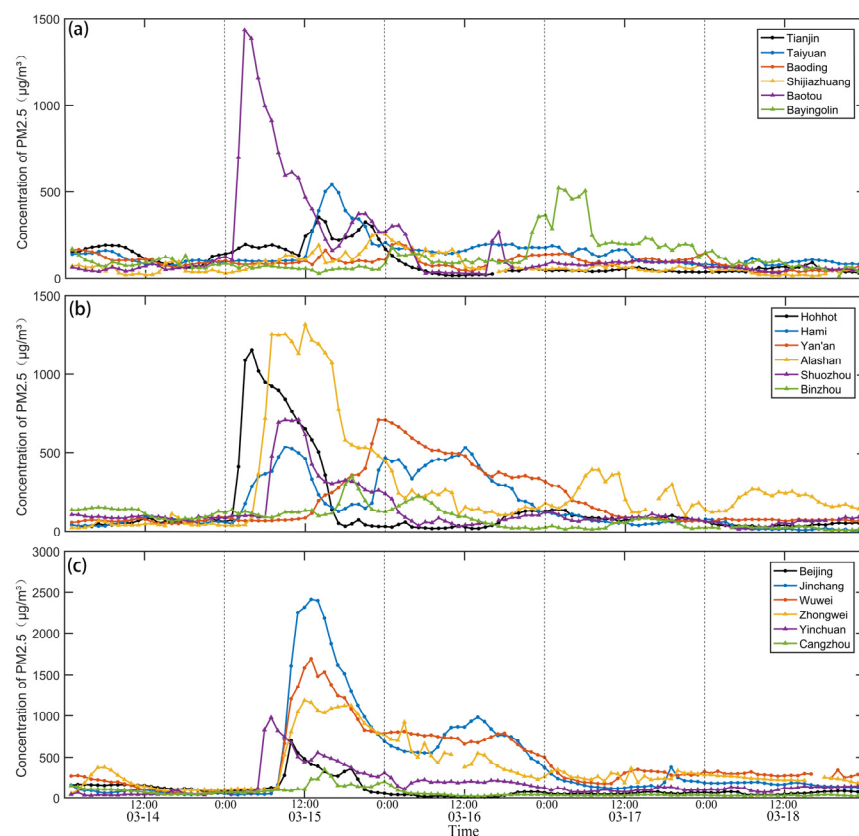 (a)
1500
1000
500
0
Concentration of PM2.5 (μg/m³)
Tianjin
Taiyuan
Baoding
Shijiazhuang
Baotou
Bayingolin
(b)
1500
1000
500
0
Concentration of PM2.5 (μg/m³)
Hohhot
Hami
Yan'an
Alashan
Shuozhou
Binzhou
(c)
3000
2500
2000
1500
1000
500
0
Concentration of PM2.5 (μg/m³)
Beijing
Jinchang
Wuwei
Zhongwei
Yinchuan
Cangzhou
12:00 0:00 12:00 0:00 12:00 0:00 12:00 0:00 12:00
03-14 03-15 03-16 03-17 03-18
Time